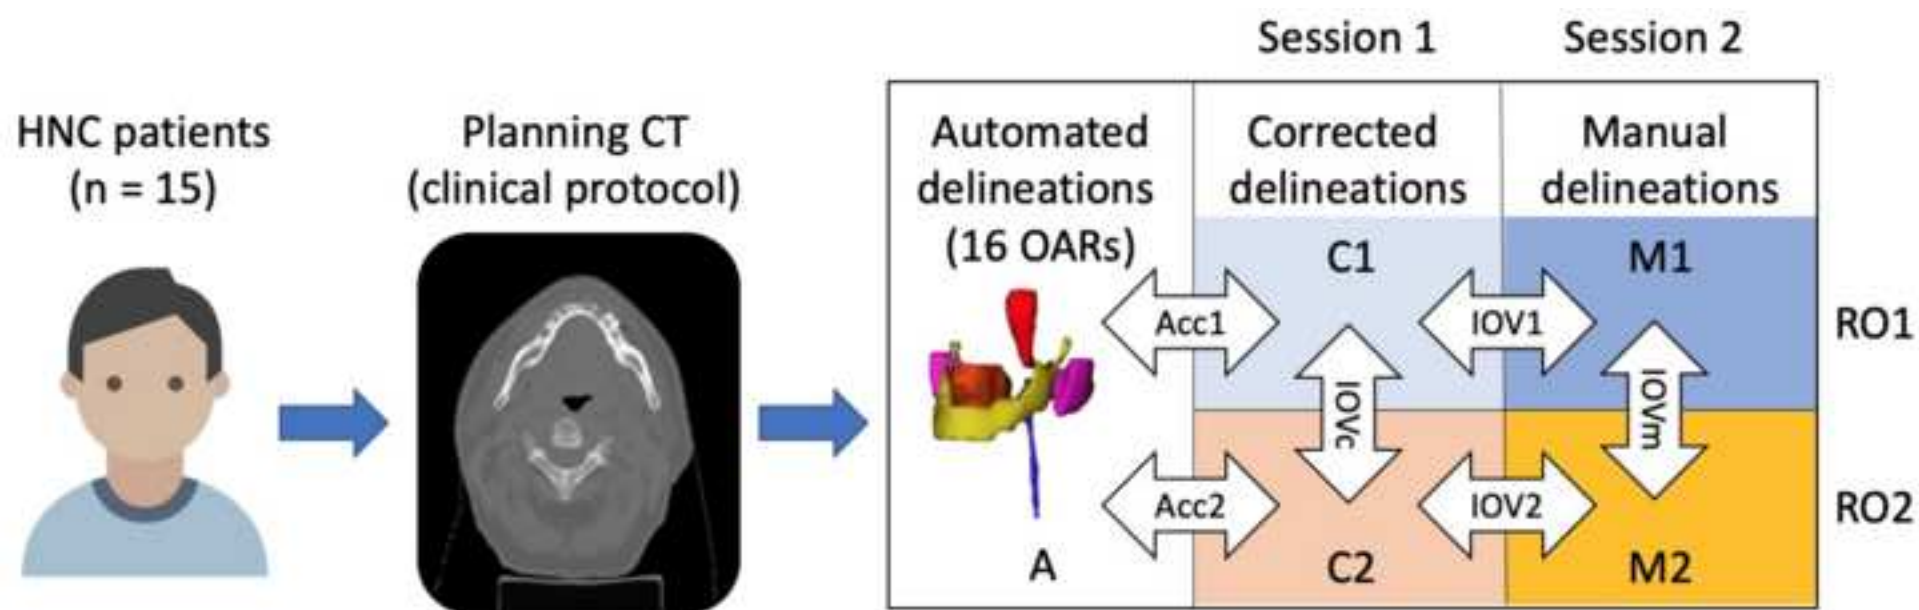 Session 1
Session 2
HNC patients
(n = 15)
Planning CT
(clinical protocol)
Automated
delineations
(16 OARs)
Corrected
delineations
Manual
delineations
C1
M1
Acc1
IOV1
RO1
IOVc
IOVm
Acc2
IOV2
RO2
A
C2
M2